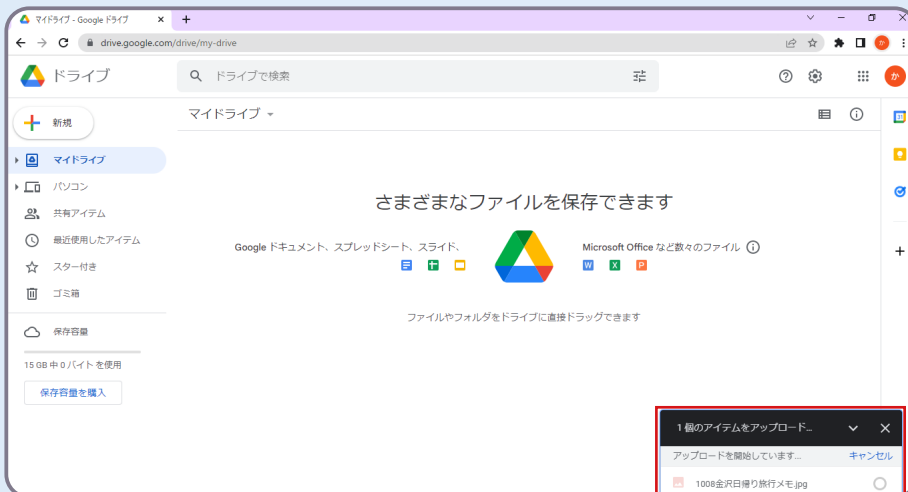 マイドライブ - Google ドライブ
drive.google.com/drive/my-drive
か
ドライブ
ドライブで検索
か
新規
マイドライブ
31
マイドライブ
パソコン
さまざまなファイルを保存できます
共有アイテム
最近使用したアイテム
Google ドキュメント、スプレッドシート、スライド、
Microsoft Office など数々のファイル
W X P
スター付き
ゴミ箱
ファイルやフォルダをドライブに直接ドラッグできます
保存容量
15 GB 中 0 バイト を使用
保存容量を購入
1 個のアイテムをアップロード...
アップロードを開始しています... キャンセル
1008金沢日帰り旅行メモ.jpg